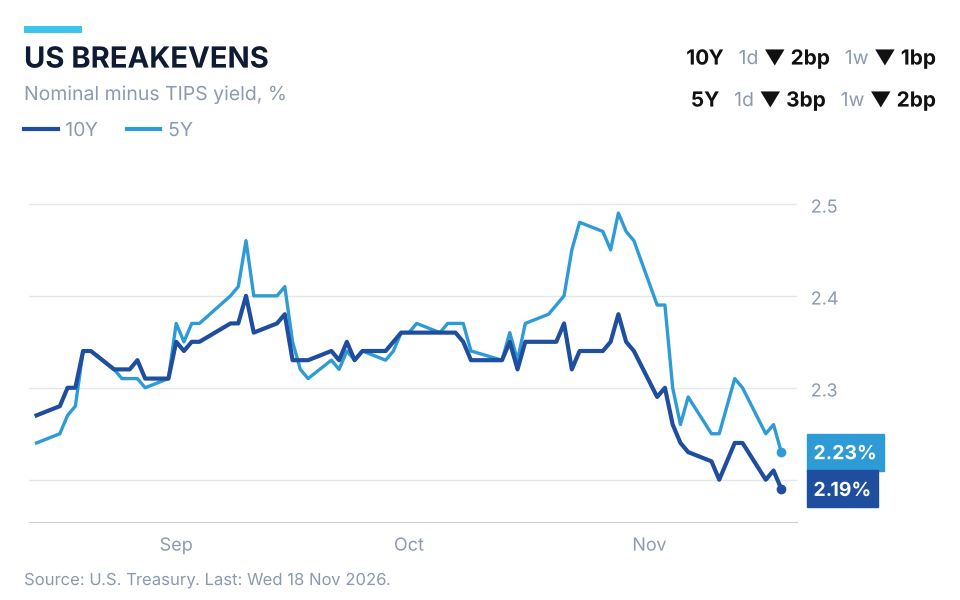 US BREAKEVENS
10Y 1d ▼ 2bp 1w ▼ 1bp
Nominal minus TIPS yield, %
5Y 1d ▼ 3bp 1w ▼ 2bp
10Y 5Y
2.5
2.4
2.3
2.23%
2.19%
Sep Oct Nov
Source: U.S. Treasury. Last: Wed 18 Nov 2026.